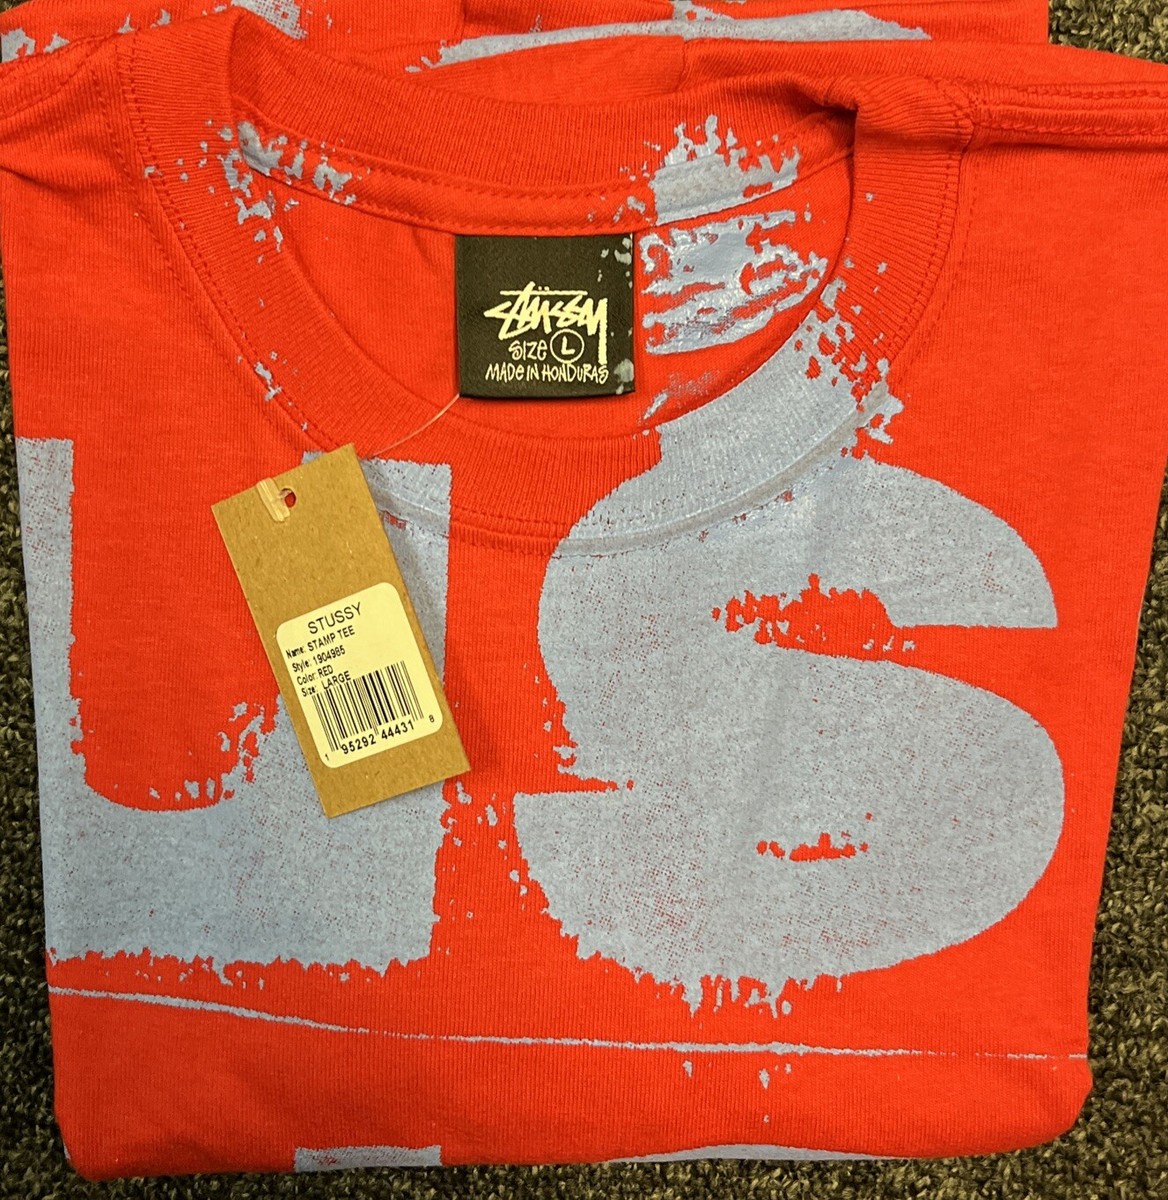 STÜSSY
SIZE L
MADE IN HONDURAS
US
STUSSY
Name: STAMP TEE
Style: 1904985
Color: RED
Size: LARGE
1 95292 44431 8